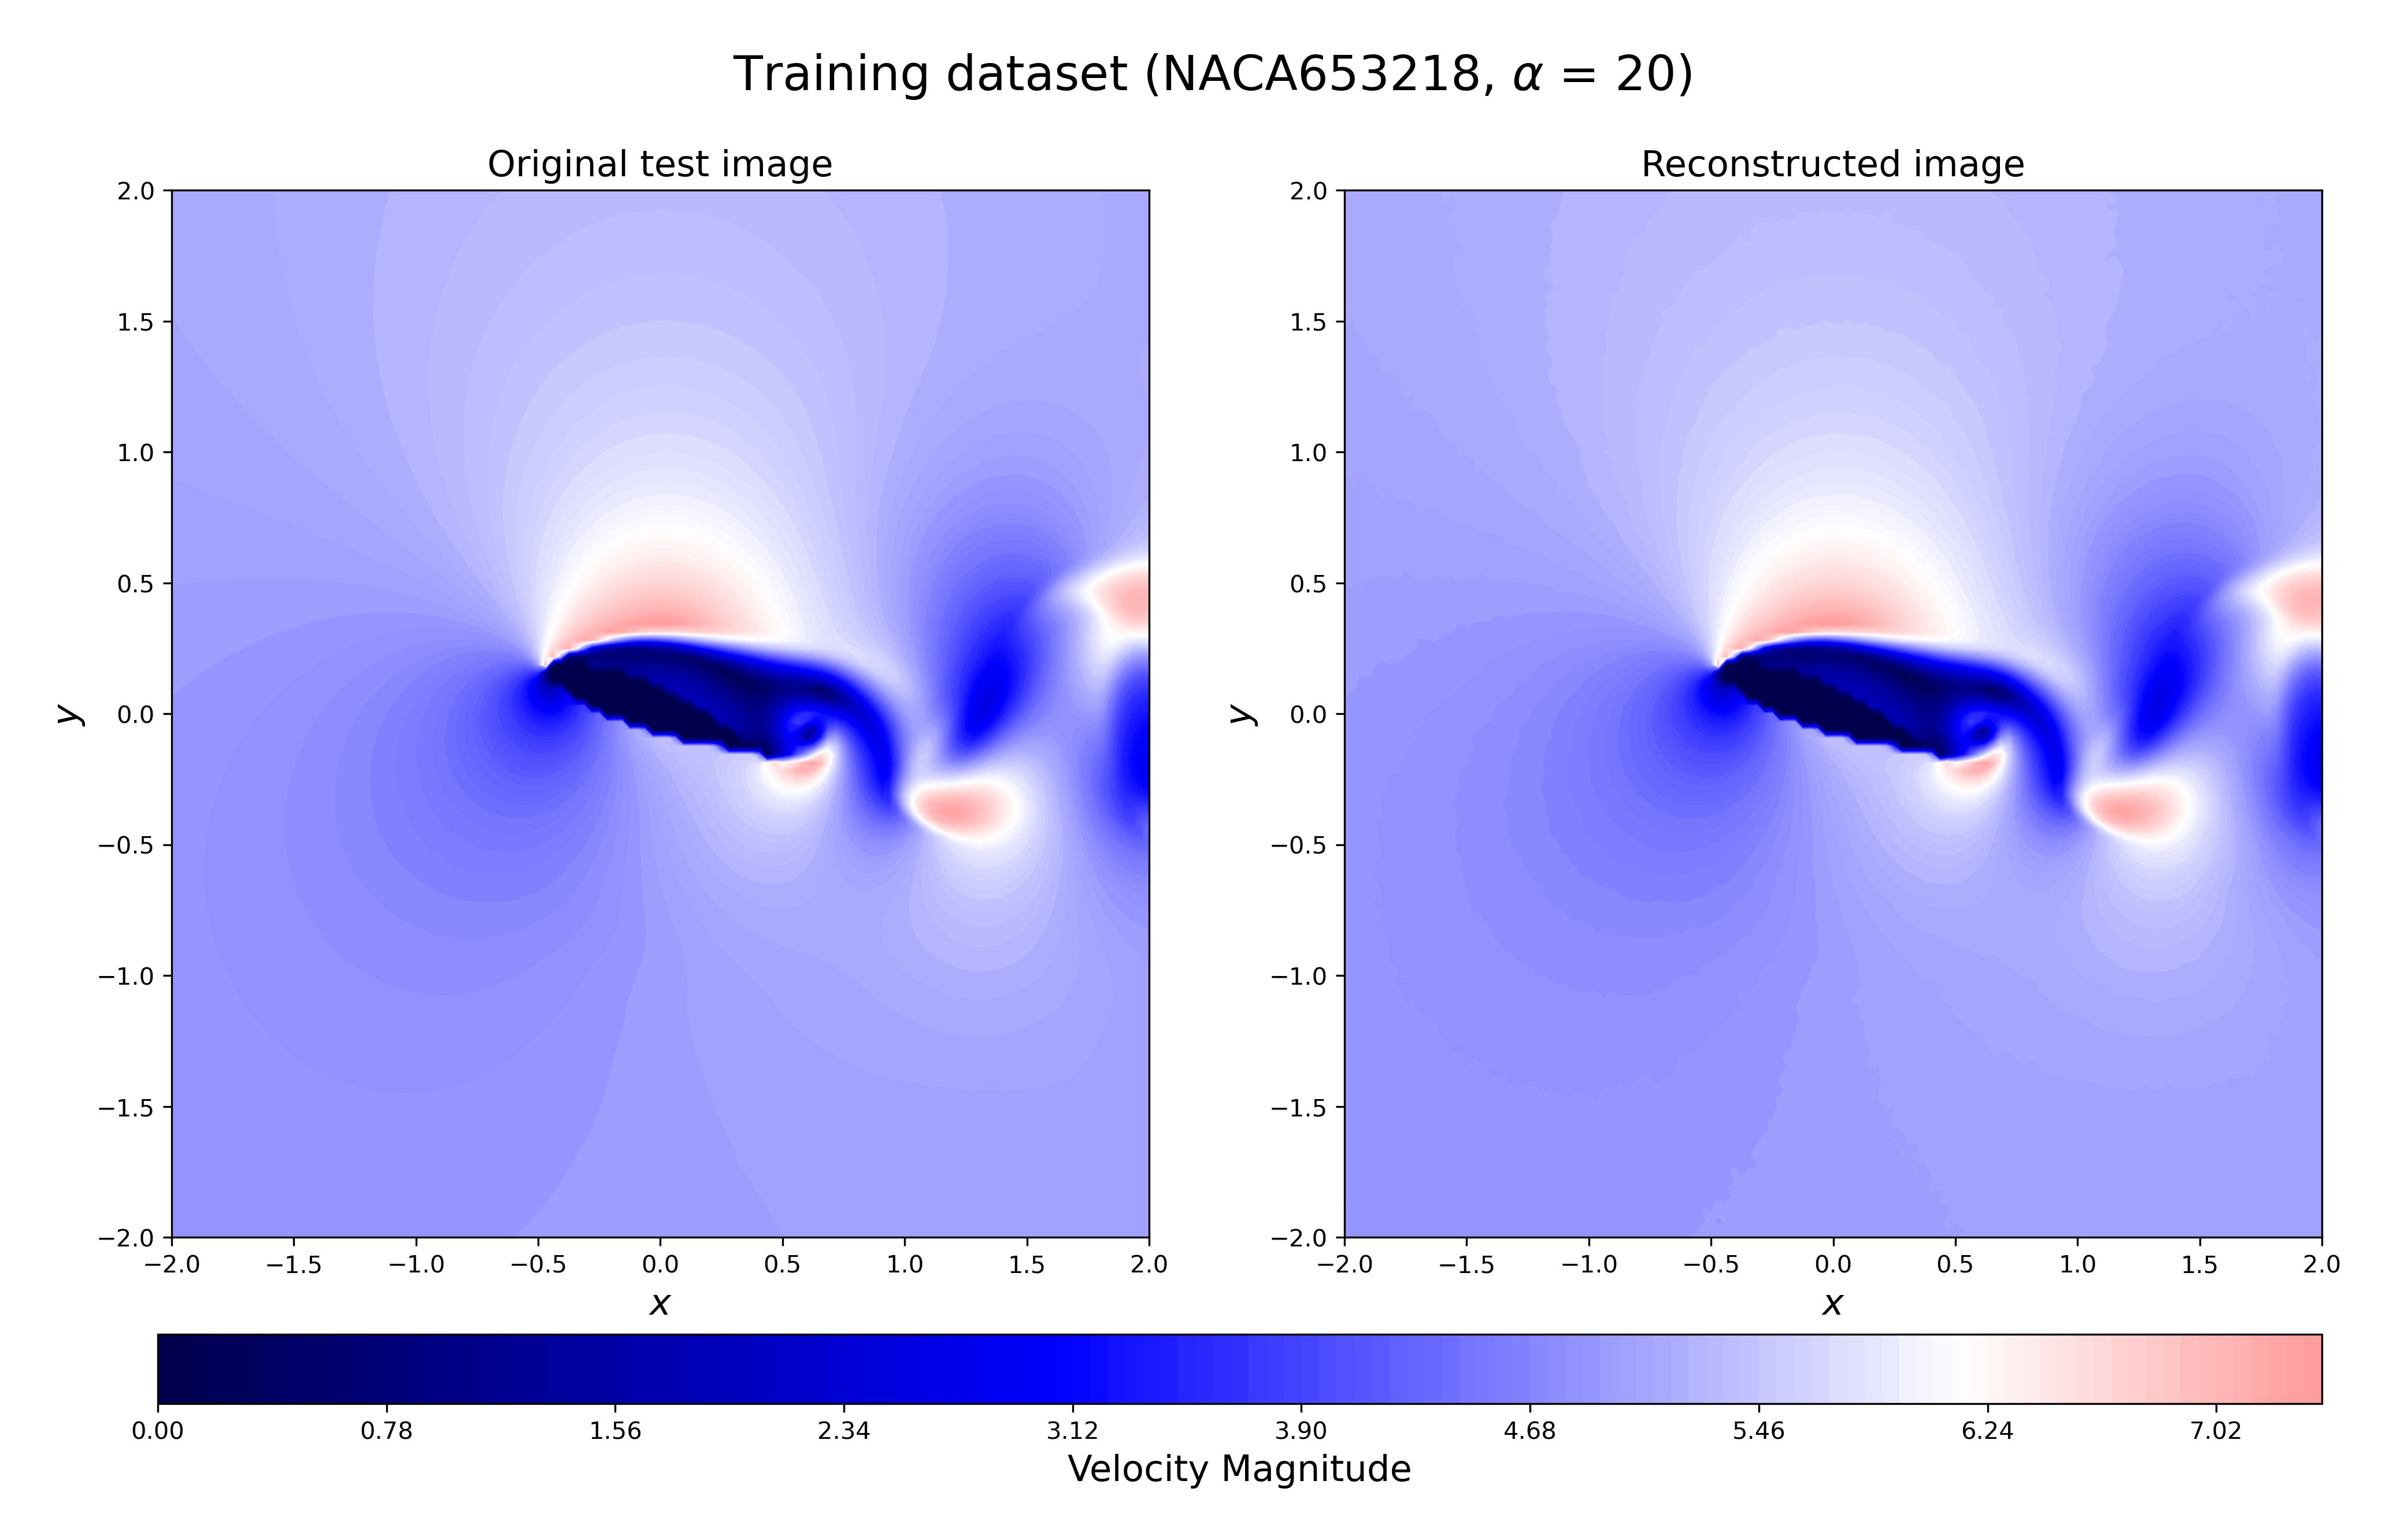 Training dataset (NACA653218, α = 20)
Original test image
Reconstructed image
2.0
1.5
1.0
0.5
0.0
−0.5
−1.0
−1.5
−2.0
y
−2.0 −1.5 −1.0 −0.5 0.0 0.5 1.0 1.5 2.0
x
2.0
1.5
1.0
0.5
0.0
−0.5
−1.0
−1.5
−2.0
y
−2.0 −1.5 −1.0 −0.5 0.0 0.5 1.0 1.5 2.0
x
0.00 0.78 1.56 2.34 3.12 3.90 4.68 5.46 6.24 7.02
Velocity Magnitude